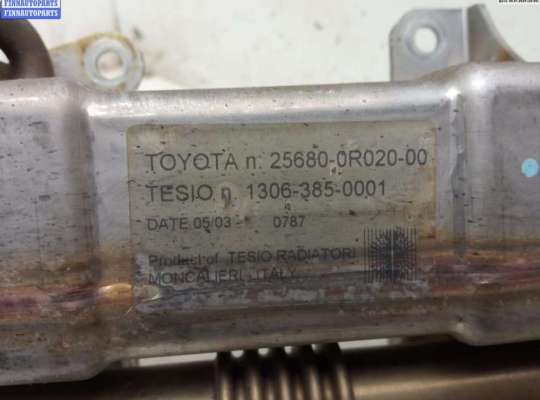 FINNAUTOPARTS
FINNAUTOPARTS
TOYOTA n. 25680-0R020-00
TESIO n. 1306-385-0001
DATE 05/03 - 0787
Product of TESIO RADIATORI
MONCALIERI, ITALY